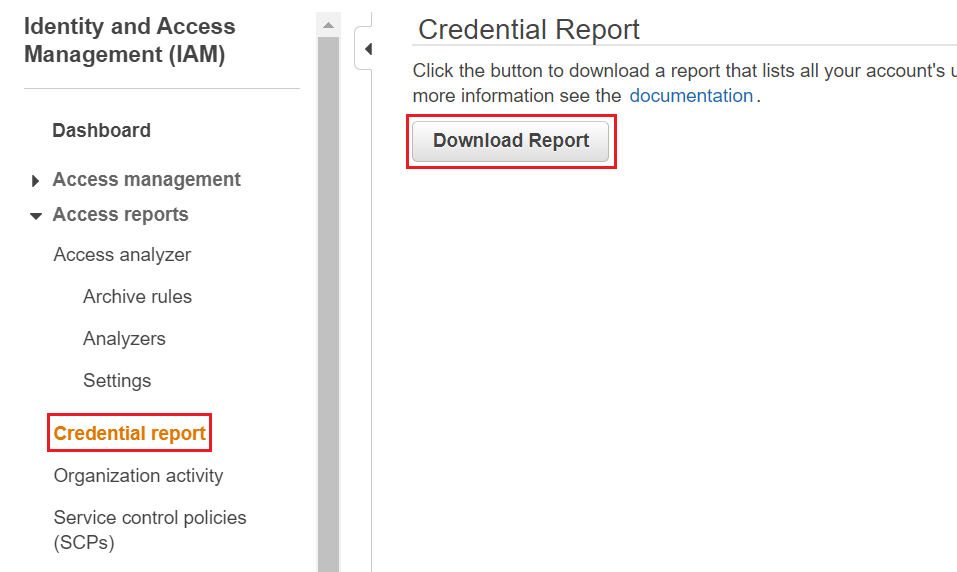 Identity and Access
Management (IAM)
Dashboard
Access management
Access reports
Access analyzer
Archive rules
Analyzers
Settings
Credential report
Organization activity
Service control policies
(SCPs)
Credential Report
Click the button to download a report that lists all your account's
more information see the documentation.
Download Report